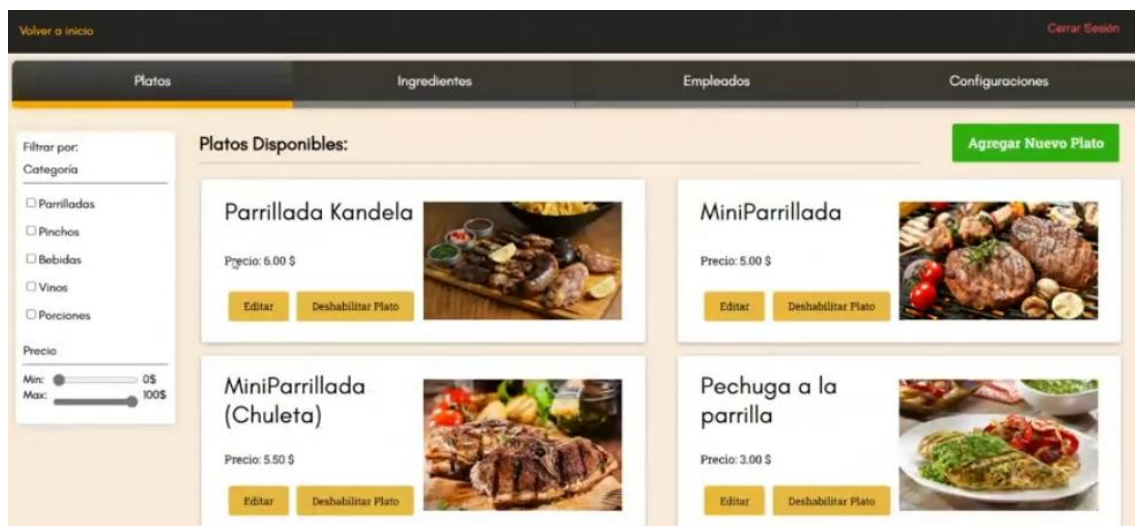 Volver a inicio
Cerrar Sesión
Platos
Ingredientes
Empleados
Configuraciones
Filtrar por:
Categoría
Parrilladas
Pinchos
Bebidas
Vinos
Porciones
Precio
Min: 0$
Max: 100$
Platos Disponibles:
Agregar Nuevo Plato
Parrillada Kandela
Precio: 6.00 $
Editar
Deshabilitar Plato
MiniParrillada
Precio: 5.00 $
Editar
Deshabilitar Plato
MiniParrillada
(Chuleta)
Precio: 5.50 $
Editar
Deshabilitar Plato
Pechuga a la
parrilla
Precio: 3.00 $
Editar
Deshabilitar Plato